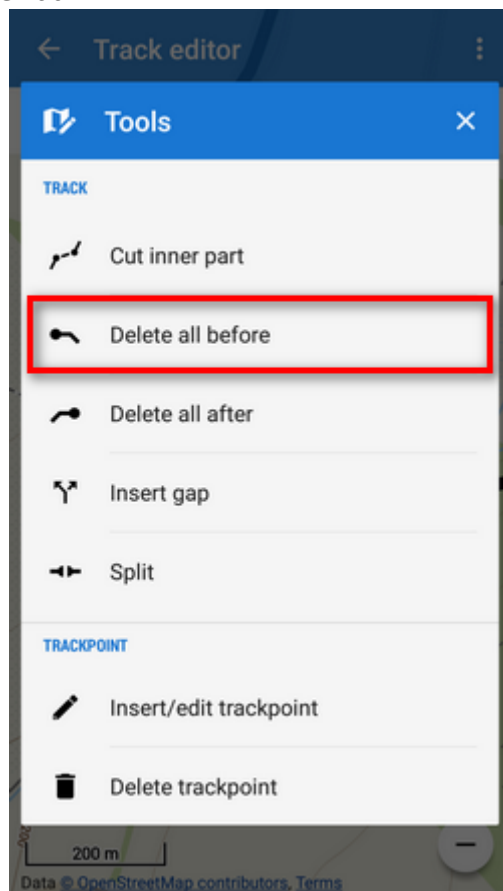 Track editor
Tools
TRACK
Cut inner part
Delete all before
Delete all after
Insert gap
Split
TRACKPOINT
Insert/edit trackpoint
Delete trackpoint
200
200 m
Data © OpenStreetMap contributors, Terms